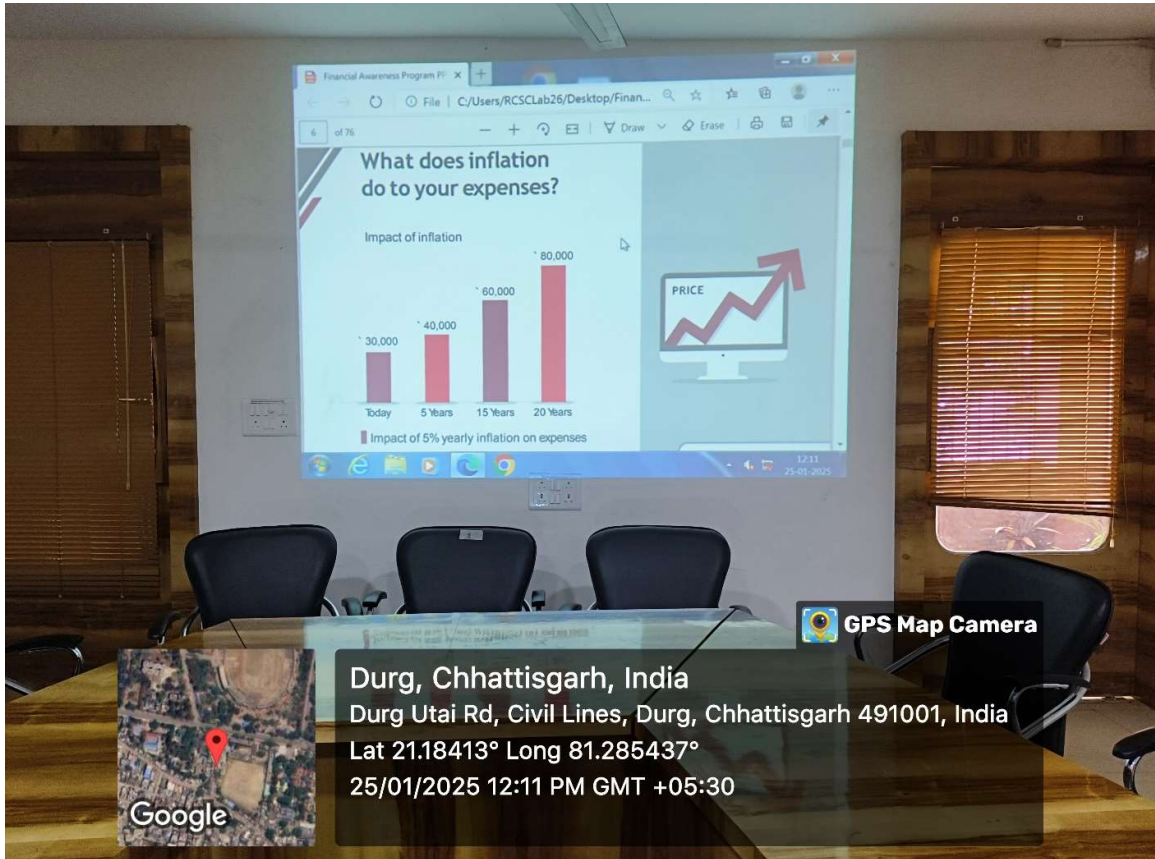 Financial Awareness Program PF
File | C:/Users/RCSCLab26/Desktop/Finan...
6 of 76
Draw
Erase
What does inflation
do to your expenses?
Impact of inflation
` 30,000
` 40,000
` 60,000
` 80,000
Today
5 Years
15 Years
20 Years
Impact of 5% yearly inflation on expenses
PRICE
12:11
25-01-2025
GPS Map Camera
Durg, Chhattisgarh, India
Durg Utai Rd, Civil Lines, Durg, Chhattisgarh 491001, India
Lat 21.18413° Long 81.285437°
25/01/2025 12:11 PM GMT +05:30
Google